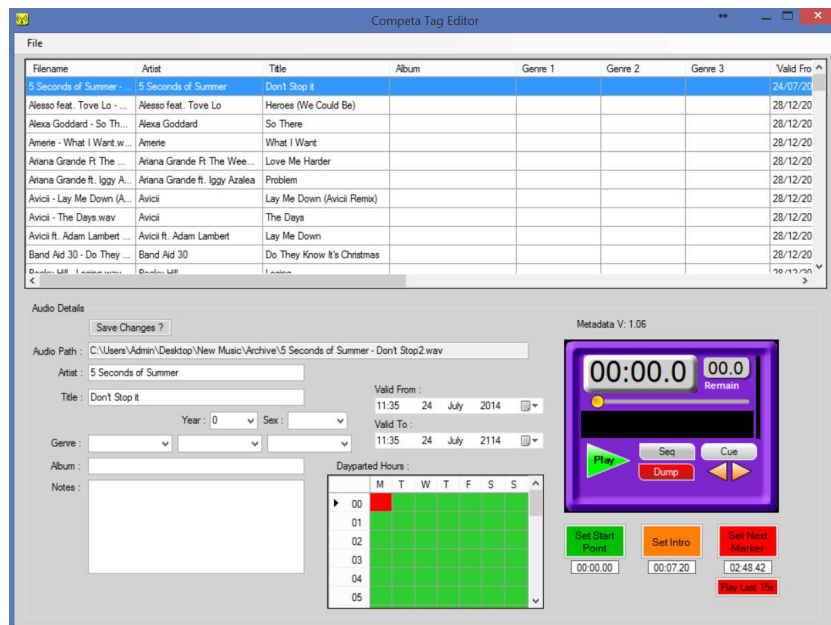 Competa Tag Editor
File
Filename Artist Title Album Genre 1 Genre 2 Genre 3 Valid Fro
5 Seconds of Summer - ... 5 Seconds of Summer Don't Stop it 24/07/20
Alesso feat. Tove Lo - ... Alesso feat. Tove Lo Heroes (We Could Be) 28/12/20
Alexa Goddard - So Th... Alexa Goddard So There 28/12/20
Amerie - What I Want.w... Amerie What I Want 28/12/20
Ariana Grande Ft The ... Ariana Grande Ft The Wee... Love Me Harder 28/12/20
Ariana Grande ft. Iggy A... Ariana Grande ft. Iggy Azalea Problem 28/12/20
Avicii - Lay Me Down (A... Avicii Lay Me Down (Avicii Remix) 28/12/20
Avicii - The Days.wav Avicii The Days 28/12/20
Avicii ft. Adam Lambert ... Avicii ft. Adam Lambert Lay Me Down 28/12/20
Band Aid 30 - Do They ... Band Aid 30 Do They Know It's Christmas 28/12/20
Audio Details
Save Changes ?
Metadata V: 1.06
Audio Path : C:\Users\Admin\Desktop\New Music\Archive\5 Seconds of Summer - Don't Stop2.wav
Artist : 5 Seconds of Summer
Title : Don't Stop it
Year : 0 Sex :
Genre :
Album :
Notes :
Valid From :
11:35 24 July 2014
Valid To :
11:35 24 July 2114
Dayparted Hours :
M T W T F S S
00
01
02
03
04
05
00:00.0 00.0
Remain
Play Seq Cue
Dump
Set Start Point Set Intro Set Next Marker
00:00.00 00:07.20 02:48.42
Play Last 15s